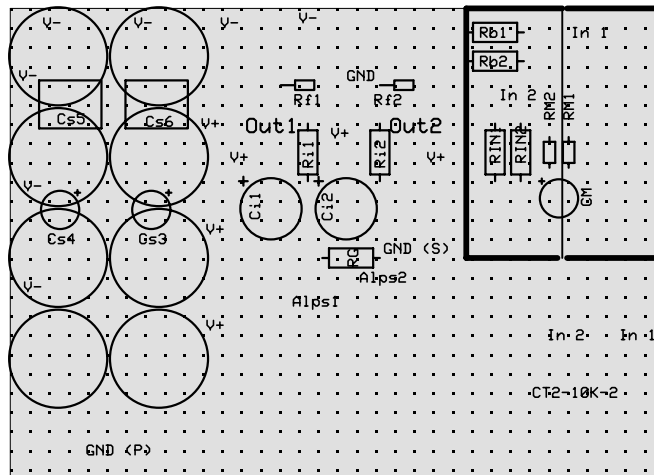 V- V- V- V-
Rb1 In 1
Rb2
V- GND
Rf1 Rf2 In 2
Cs5 Cs6 V+ Out1 V+ Out2 RM2 RM1
V+ Ri1 Ri2 V+ RIN1 RIN2
V- + + + +
Ci1 Ci2 GM
Cs4 Gs3 V+ GND (S)
RG
V- Alps2
Alps1
V+ In 2 In 1
CT2-10K-2
GND (P)